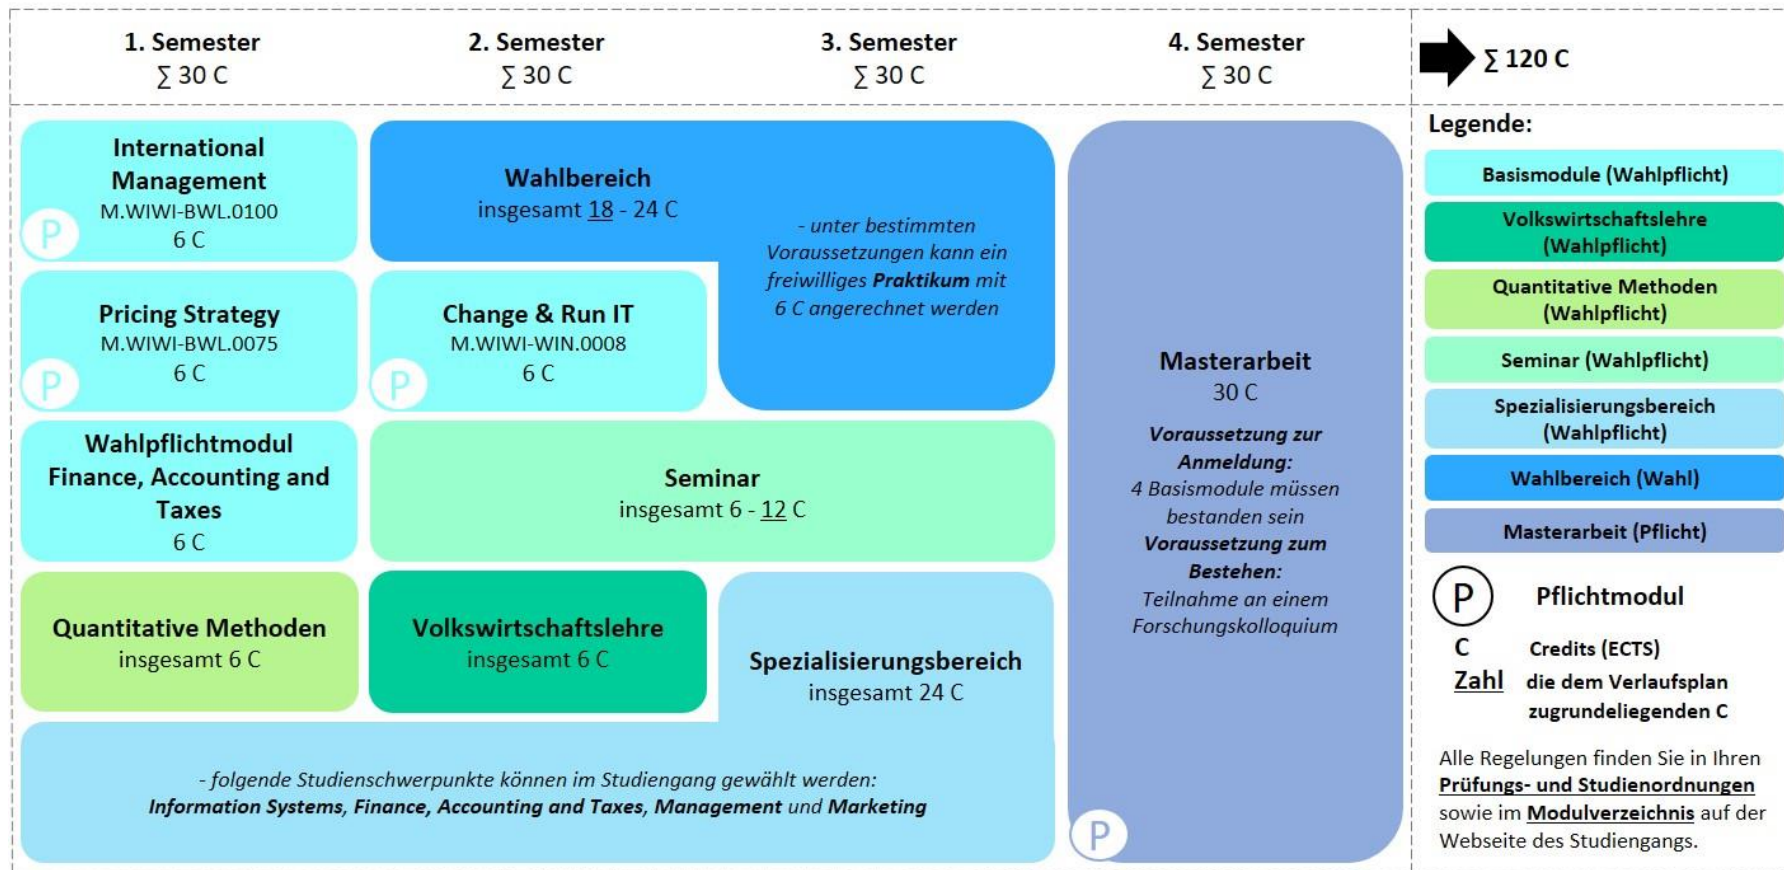 1. Semester
∑ 30 C
2. Semester
∑ 30 C
3. Semester
∑ 30 C
4. Semester
∑ 30 C
∑ 120 C
International
Management
M.WIWI-BWL.0100
6 C
P
Pricing Strategy
M.WIWI-BWL.0075
6 C
P
Wahlpflichtmodul
Finance, Accounting and
Taxes
6 C
Quantitative Methoden
insgesamt 6 C
Wahlbereich
insgesamt 18 - 24 C
- unter bestimmten
Voraussetzungen kann ein
freiwilliges Praktikum mit
6 C angerechnet werden
Change & Run IT
M.WIWI-WIN.0008
6 C
P
Seminar
insgesamt 6 - 12 C
Volkswirtschaftslehre
insgesamt 6 C
Spezialisierungsbereich
insgesamt 24 C
- folgende Studienschwerpunkte können im Studiengang gewählt werden:
Information Systems, Finance, Accounting and Taxes, Management und Marketing
Masterarbeit
30 C
Voraussetzung zur
Anmeldung:
4 Basismodule müssen
bestanden sein
Voraussetzung zum
Bestehen:
Teilnahme an einem
Forschungskolloquium
P
Legende:
Basismodule (Wahlpflicht)
Volkswirtschaftslehre
(Wahlpflicht)
Quantitative Methoden
(Wahlpflicht)
Seminar (Wahlpflicht)
Spezialisierungsbereich
(Wahlpflicht)
Wahlbereich (Wahl)
Masterarbeit (Pflicht)
P Pflichtmodul
C Credits (ECTS)
Zahl die dem Verlaufsplan
zugrundeliegenden C
Alle Regelungen finden Sie in Ihren
Prüfungs- und Studienordnungen
sowie im Modulverzeichnis auf der
Webseite des Studiengangs.